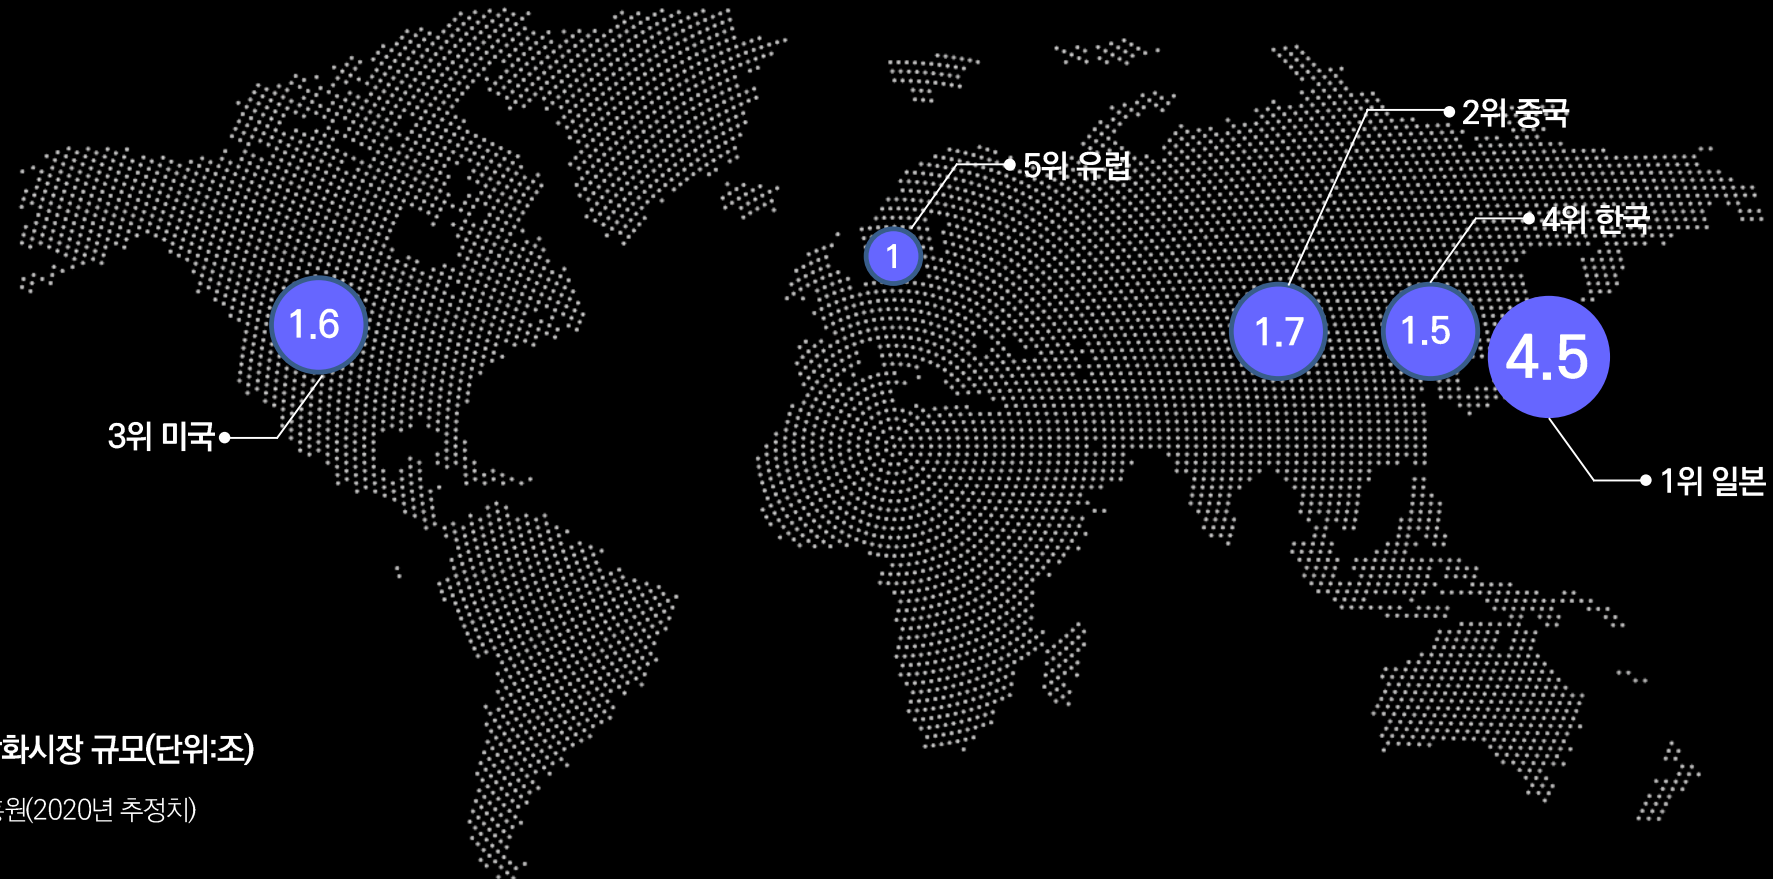 2위 중국
5위 유럽
4위 한국
1
1.6
1.7
1.5
4.5
3위 미국
1위 일본
화시장 규모(단위:조)
원(2020년 추정치)